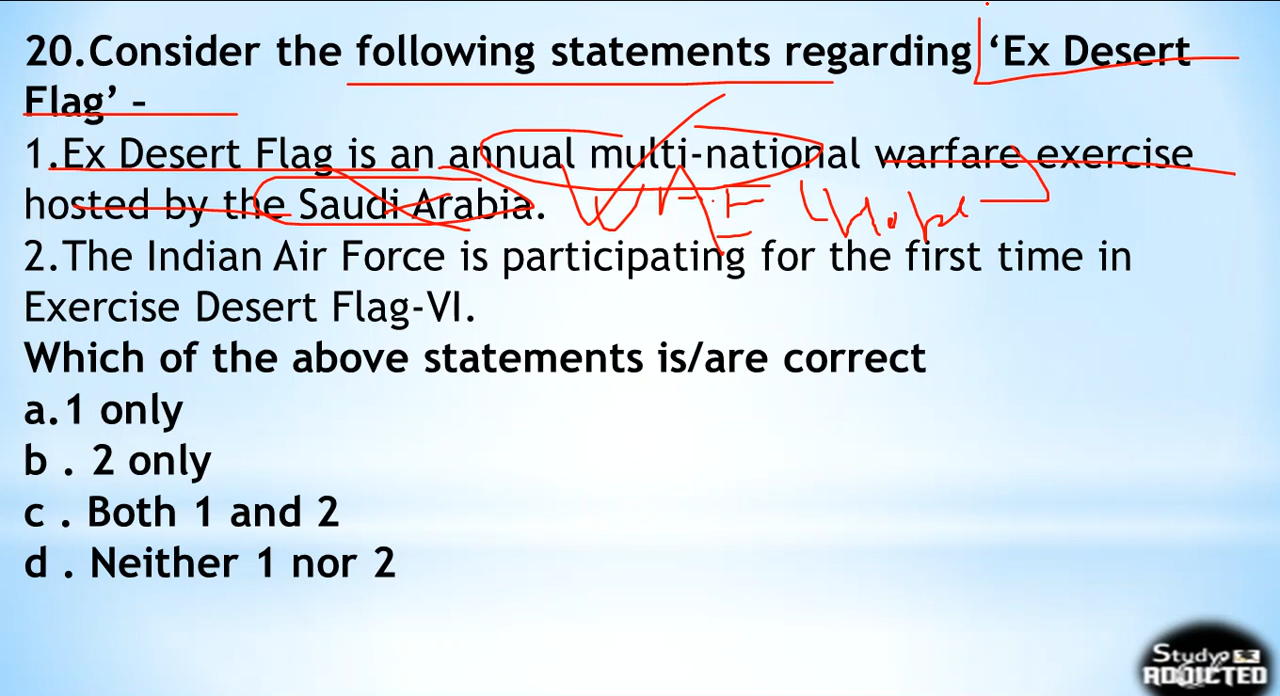 20.Consider the following statements regarding ‘Ex Desert
Flag’ –
1.Ex Desert Flag is an annual multi-national warfare exercise
hosted by the Saudi Arabia.
UAE
2.The Indian Air Force is participating for the first time in
Exercise Desert Flag-VI.
Which of the above statements is/are correct
a.1 only
b . 2 only
c . Both 1 and 2
d . Neither 1 nor 2
Study
ADDICTED